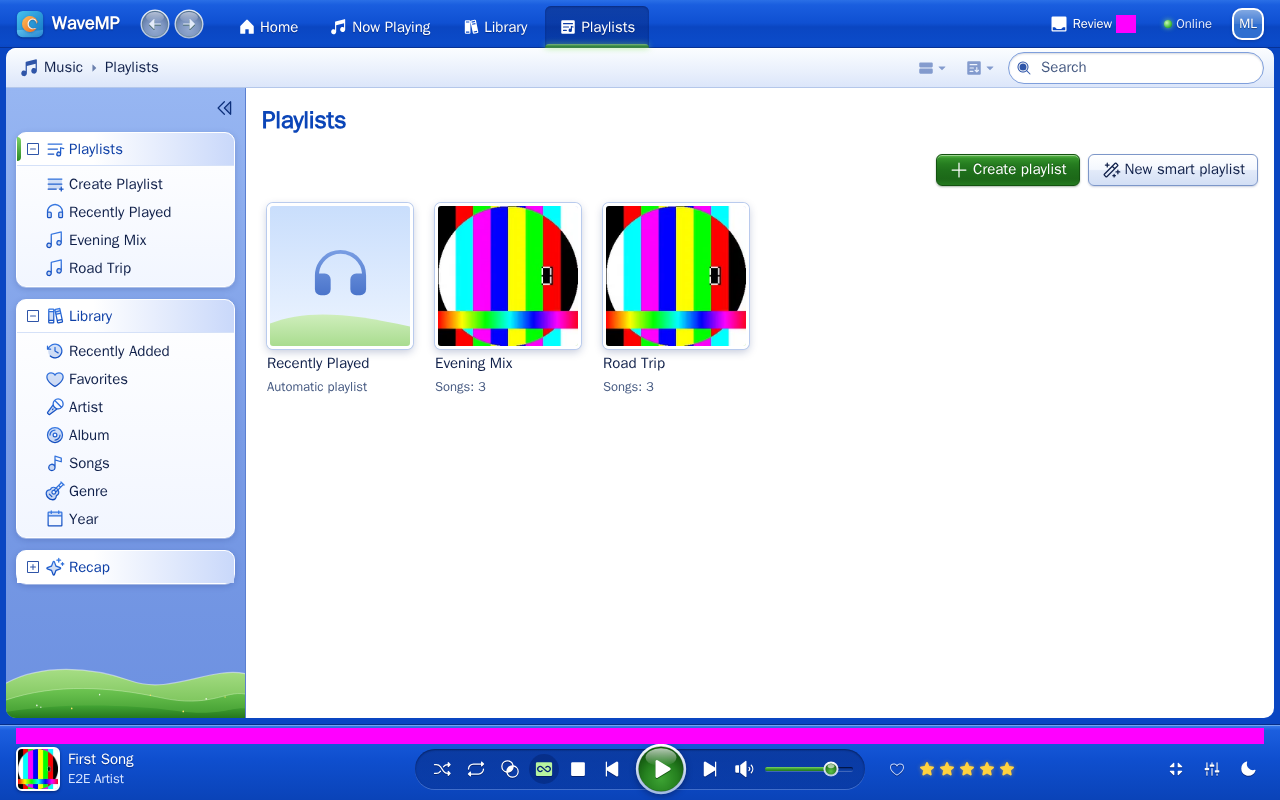 WaveMP
Home
Now Playing
Library
Playlists
Review
Online
ML
Music
Playlists
Search
Playlists
Create Playlist
Recently Played
Evening Mix
Road Trip
Library
Recently Added
Favorites
Artist
Album
Songs
Genre
Year
Recap
Playlists
Create playlist
New smart playlist
Recently Played
Automatic playlist
Evening Mix
Songs: 3
Road Trip
Songs: 3
First Song
E2E Artist